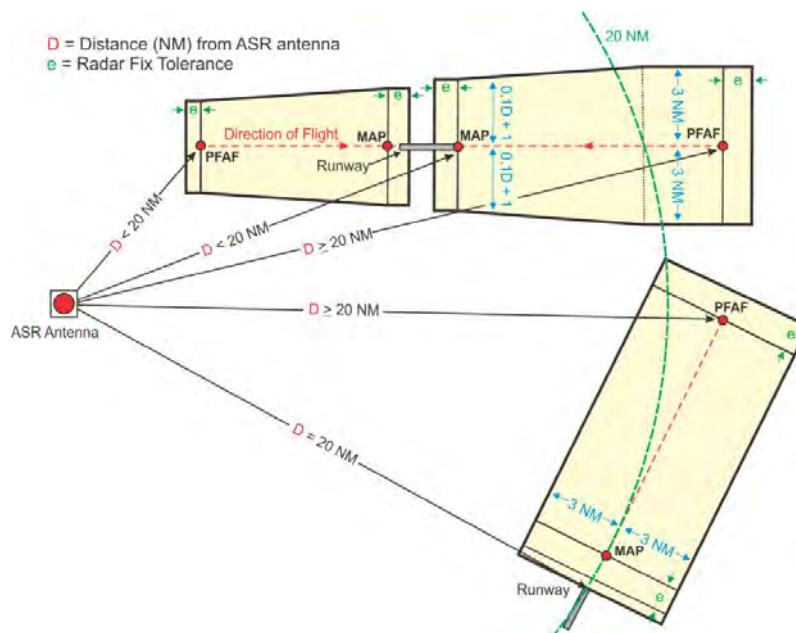 D = Distance (NM) from ASR antenna
e = Radar Fix Tolerance
20 NM
e
e
e
e
Direction of Flight
PFAF
MAP
Runway
MAP
0.1D + 1
0.1D + 1
3 NM
3 NM
PFAF
D < 20 NM
D < 20 NM
D ≥ 20 NM
ASR Antenna
D ≥ 20 NM
PFAF
e
D = 20 NM
3 NM
3 NM
MAP
Runway
e